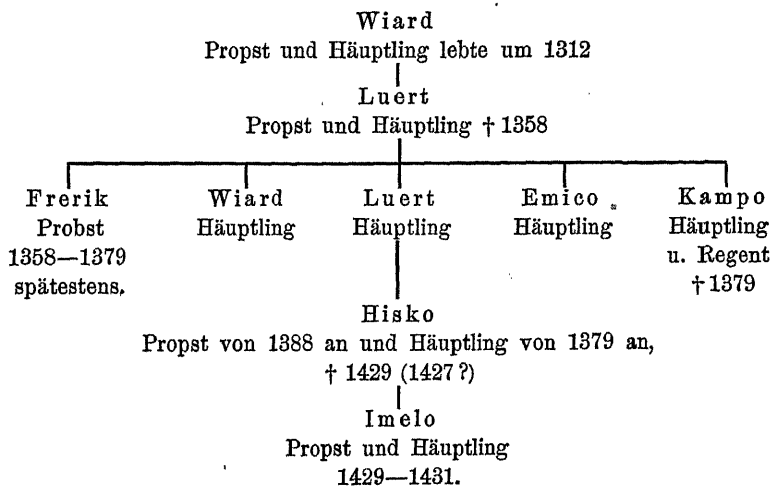 Wiard
Propst und Häuptling lebte um 1312
Luert
Propst und Häuptling † 1358
Frerik Wiard Luert Emico Kampo
Probst Häuptling Häuptling Häuptling Häuptling
1358—1379 u. Regent
spätestens. † 1379
Hisko
Propst von 1388 an und Häuptling von 1379 an,
† 1429 (1427?)
Imelo
Propst und Häuptling
1429—1431.